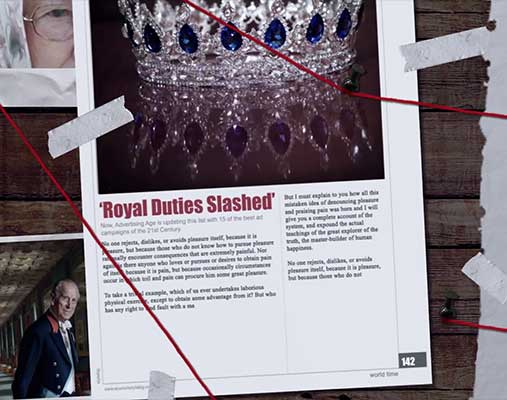 'Royal Duties Slashed'
Now, Advertising Age is updating this list with 15 of the best ad
campaigns of the 21st Century.
No one rejects, dislikes, or avoids pleasure itself, because it is
pleasure, but because those who do not know how to pursue pleasure
rationally encounter consequences that are extremely painful. Nor
again is there anyone who loves or pursues or desires to obtain pain
of itself, because it is pain, but because occasionally circumstances
occur in which toil and pain can procure him some great pleasure.
To take a trivial example, which of us ever undertakes laborious
physical exercise, except to obtain some advantage from it? But who
has any right to find fault with a ma
But I must explain to you how all this
mistaken idea of denouncing pleasure
and praising pain was born and I will
give you a complete account of the
system, and expound the actual
teachings of the great explorer of the
truth, the master-builder of human
happiness.
No one rejects, dislikes, or avoids
pleasure itself, because it is pleasure,
but because those who do not
142
world time